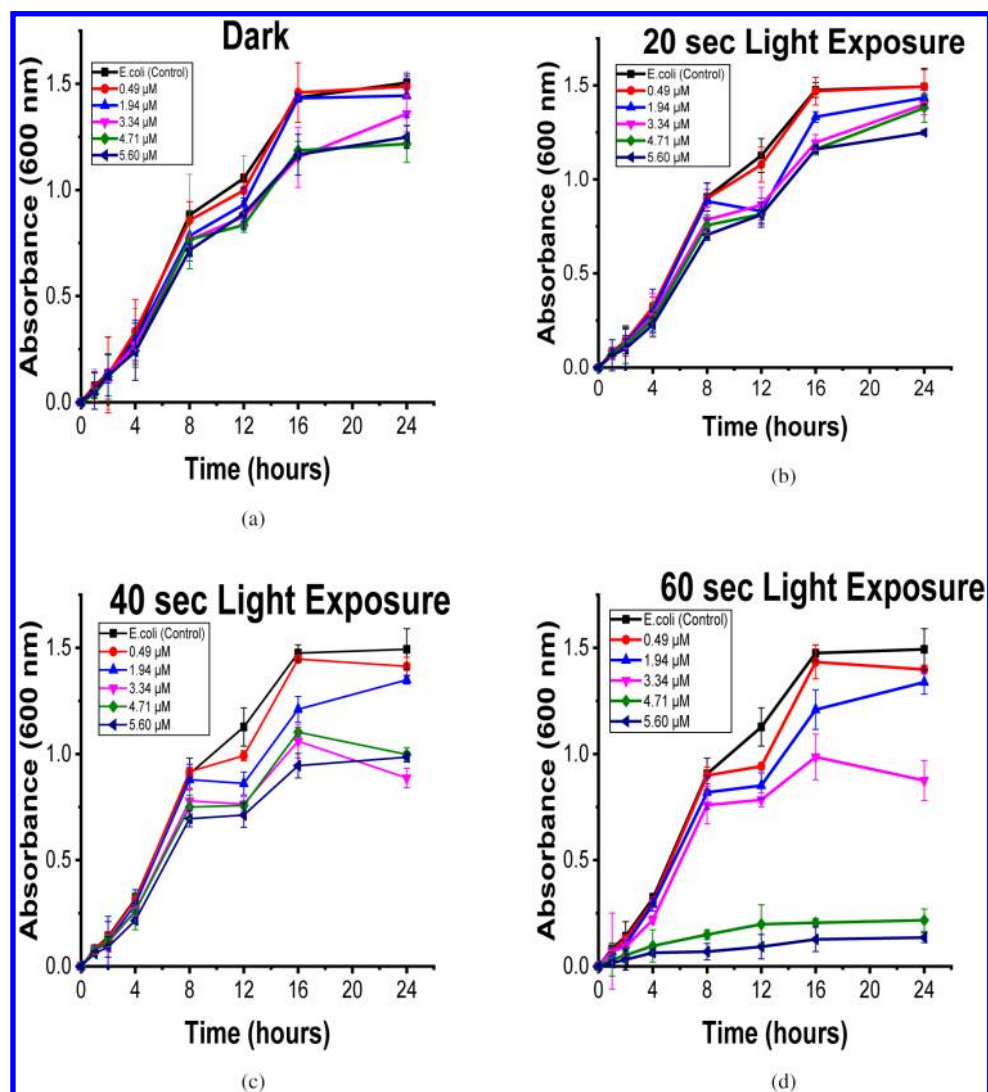 Dark
E.coli (Control)
0.49 µM
1.94 µM
3.34 µM
4.71 µM
5.60 µM
Absorbance (600 nm)
1.5
1.0
0.5
0.0
0 4 8 12 16 20 24
Time (hours)
(a)
20 sec Light Exposure
E.coli (Control)
0.49 µM
1.94 µM
3.34 µM
4.71 µM
5.60 µM
Absorbance (600 nm)
1.5
1.0
0.5
0.0
0 4 8 12 16 20 24
Time (hours)
(b)
40 sec Light Exposure
E.coli (Control)
0.49 µM
1.94 µM
3.34 µM
4.71 µM
5.60 µM
Absorbance (600 nm)
1.5
1.0
0.5
0.0
0 4 8 12 16 20 24
Time (hours)
(c)
60 sec Light Exposure
E.coli (Control)
0.49 µM
1.94 µM
3.34 µM
4.71 µM
5.60 µM
Absorbance (600 nm)
1.5
1.0
0.5
0.0
0 4 8 12 16 20 24
Time (hours)
(d)